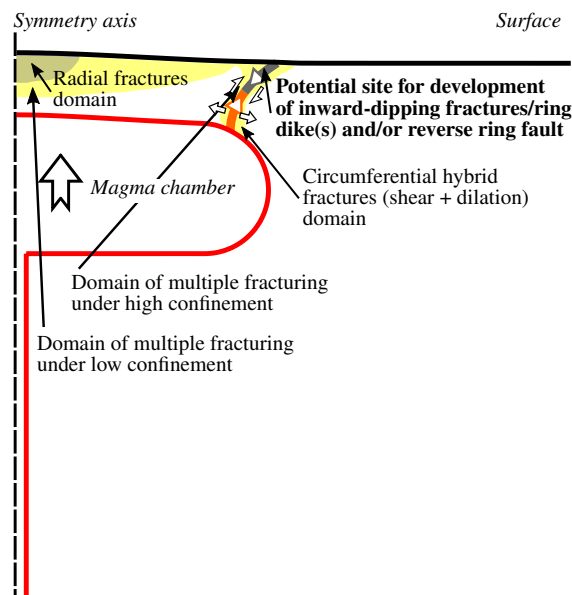 Symmetry axis
Surface
Radial fractures
domain
Potential site for development
of inward-dipping fractures/ring
dike(s) and/or reverse ring fault
Magma chamber
Circumferential hybrid
fractures (shear + dilation)
domain
Domain of multiple fracturing
under high confinement
Domain of multiple fracturing
under low confinement